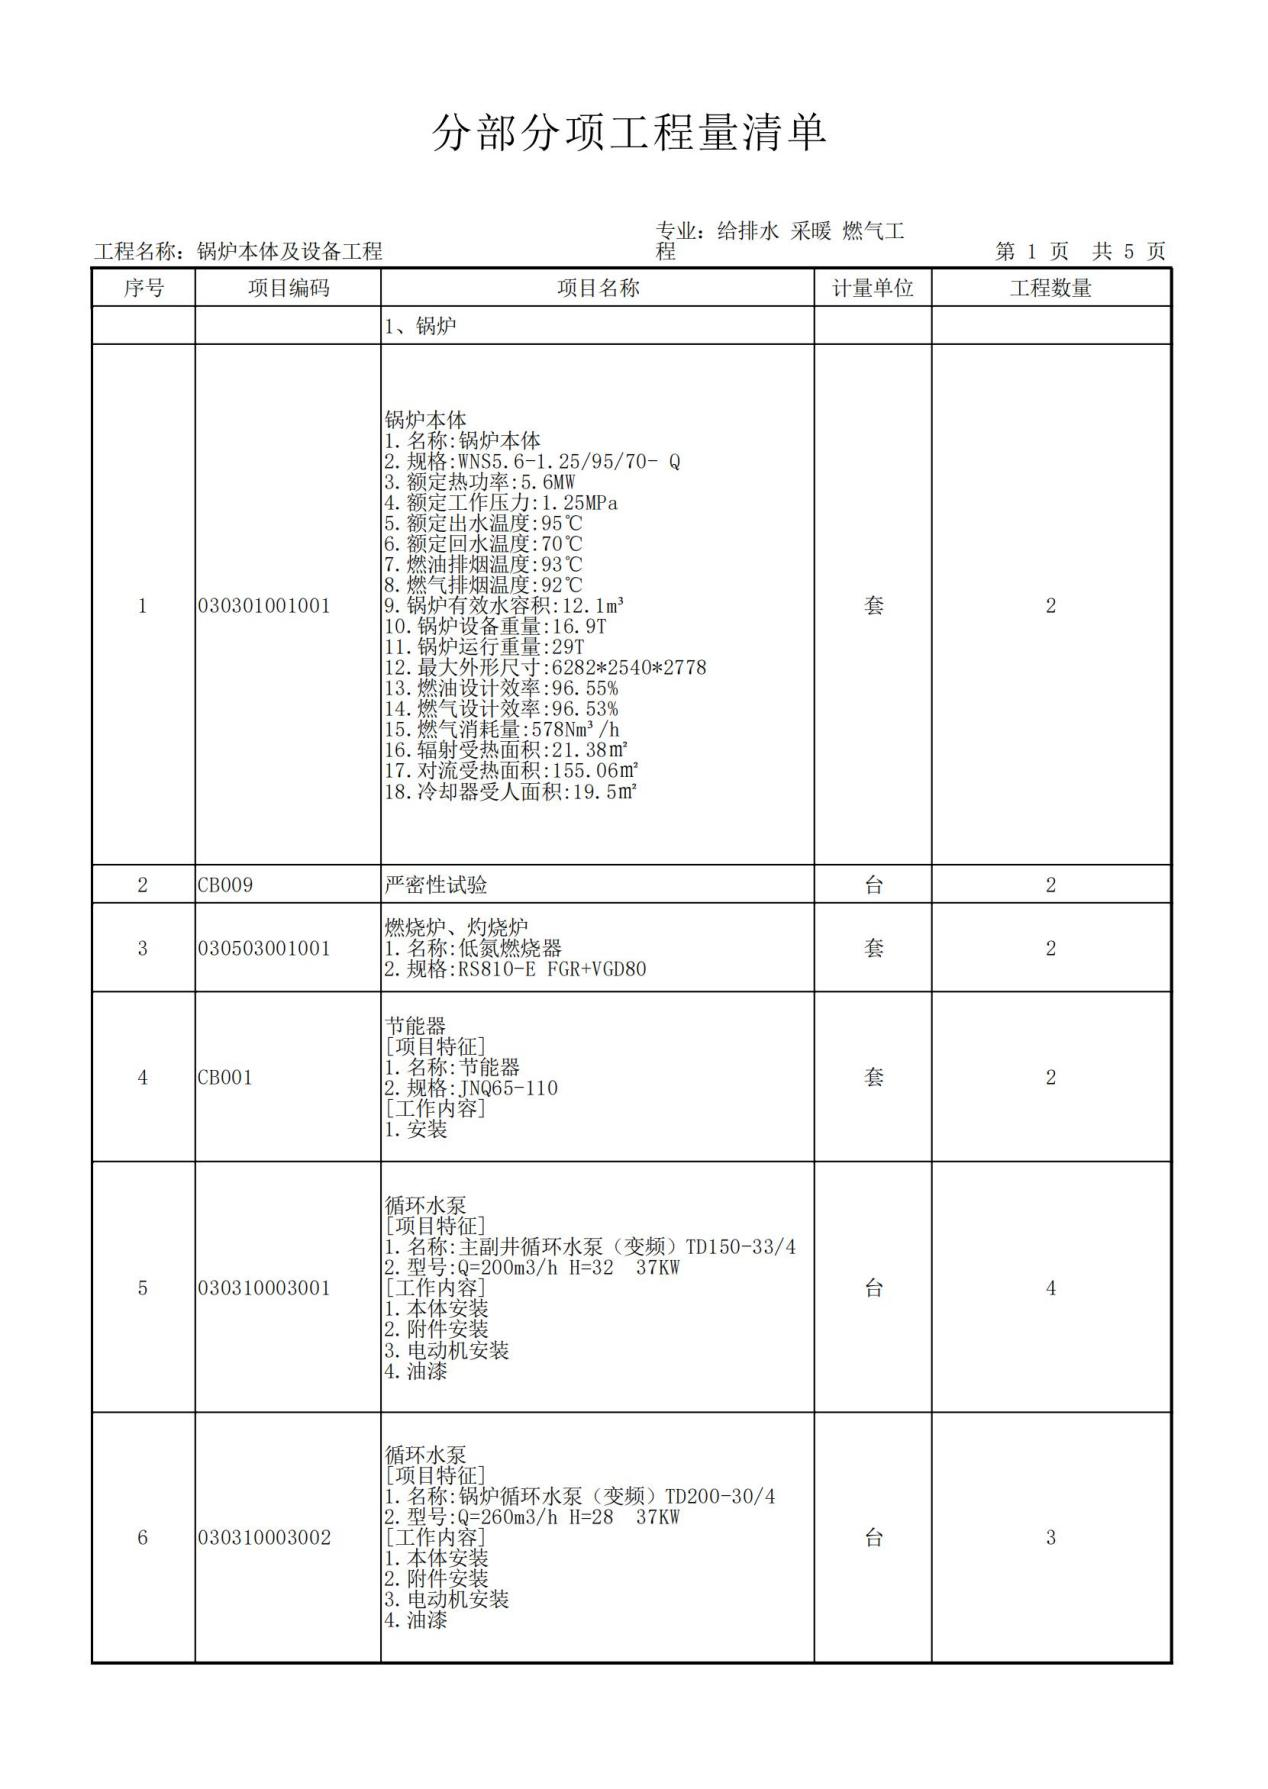 分部分项工程量清单
专业：给排水 采暖 燃气工
程
工程名称：锅炉本体及设备工程
第 1 页 共 5 页
序号 项目编码 项目名称 计量单位 工程数量
1、锅炉
锅炉本体
1.名称:锅炉本体
2.规格:WNS5.6-1.25/95/70- Q
3.额定热功率:5.6MW
4.额定工作压力:1.25MPa
5.额定出水温度:95℃
6.额定回水温度:70℃
7.燃油排烟温度:93℃
8.燃气排烟温度:92℃
9.锅炉有效水容积:12.1m³
10.锅炉设备重量:16.9T
11.锅炉运行重量:29T
12.最大外形尺寸:6282*2540*2778
13.燃油设计效率:96.55%
14.燃气设计效率:96.53%
15.燃气消耗量:578Nm³/h
16.辐射受热面积:21.38㎡
17.对流受热面积:155.06㎡
18.冷却器受人面积:19.5㎡
1 030301001001 套 2
2 CB009 严密性试验 台 2
燃烧炉、灼烧炉
1.名称:低氮燃烧器
2.规格:RS810-E FGR+VGD80
3 030503001001 套 2
节能器
[项目特征]
1.名称:节能器
2.规格:JNQ65-110
[工作内容]
1.安装
4 CB001 套 2
循环水泵
[项目特征]
1.名称:主副井循环水泵（变频）TD150-33/4
2.型号:Q=200m3/h H=32  37KW
[工作内容]
1.本体安装
2.附件安装
3.电动机安装
4.油漆
5 030310003001 台 4
循环水泵
[项目特征]
1.名称:锅炉循环水泵（变频）TD200-30/4
2.型号:Q=260m3/h H=28  37KW
[工作内容]
1.本体安装
2.附件安装
3.电动机安装
4.油漆
6 030310003002 台 3